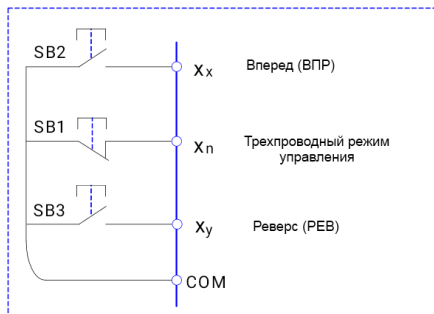 SB2
Xx
Вперед (ВПР)
SB1
Xn
Трехпроводный режим
управления
SB3
Xy
Реверс (РЕВ)
COM